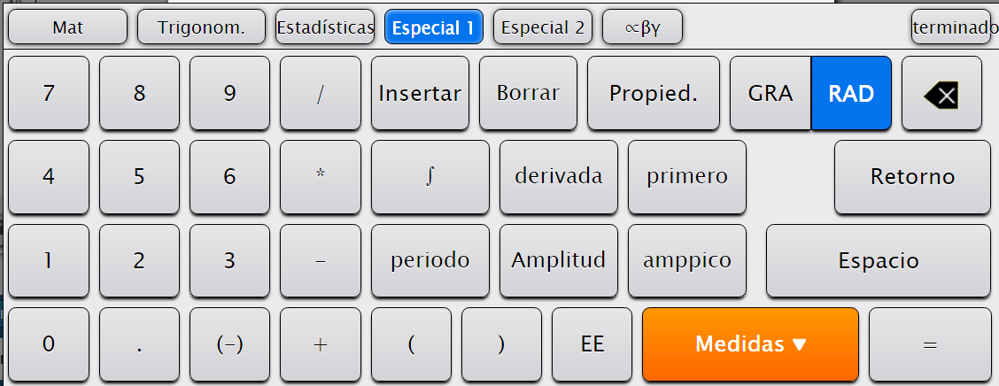 Mat Trigonom. Estadísticas Especial 1 Especial 2 ∝βγ terminado
7 8 9 / Insertar Borrar Propied. GRA RAD
4 5 6 * ∫ derivada primero Retorno
1 2 3 - periodo Amplitud amppico Espacio
0 . (-) + ( ) EE Medidas ▼ =